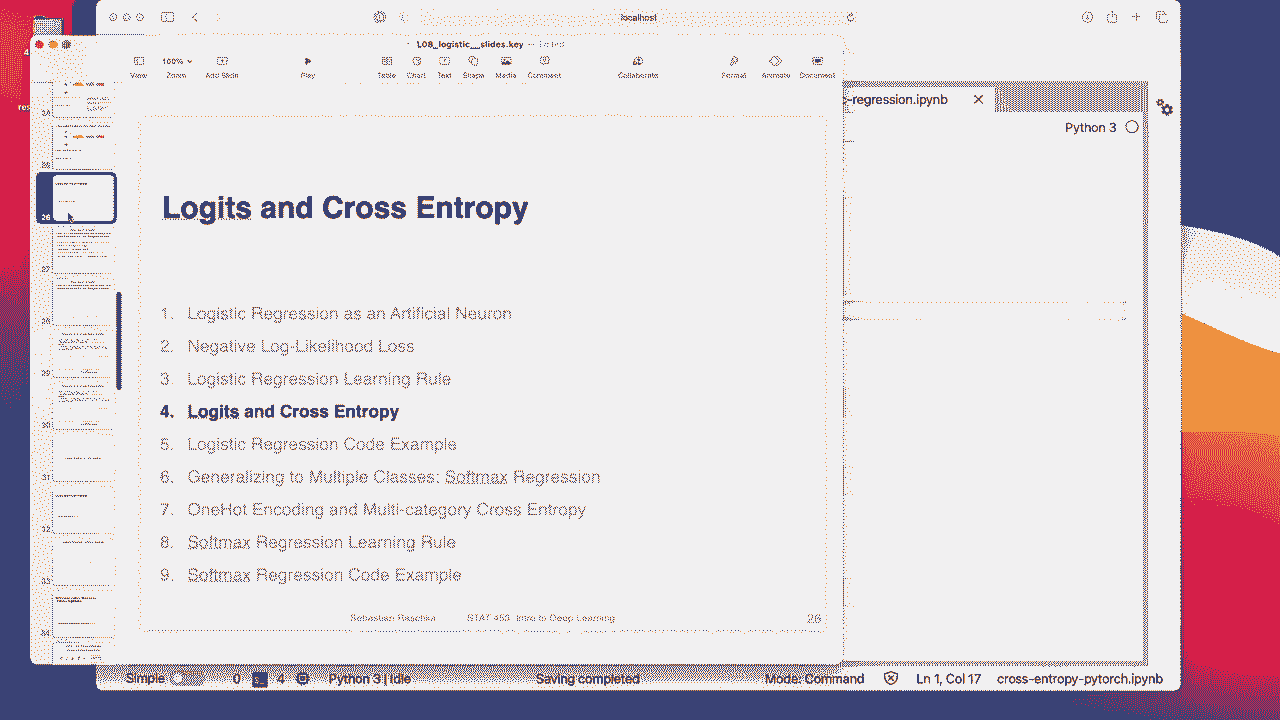 localhost
L08_logistic__slides.key — Edited
View
100%
Zoom
Add Slide
Play
Table
Chart
Text
Shape
Media
Comment
Collaborate
Format
Animate
Document
-regression.ipynb
Python 3
26
27
29
30
31
32
33
34
Logits and Cross Entropy
1. Logistic Regression as an Artificial Neuron
2. Negative Log-Likelihood Loss
3. Logistic Regression Learning Rule
4. Logits and Cross Entropy
5. Logistic Regression Code Example
6. Generalizing to Multiple Classes: Softmax Regression
7. OneHot Encoding and Multi-category Cross Entropy
8. Softmax Regression Learning Rule
9. Softmax Regression Code Example
Sebastian Raschka STAT 453: Intro to Deep Learning 26
Simple 0 4 Python 3 | Idle Saving completed Mode: Command Ln 1, Col 17 cross-entropy-pytorch.ipynb